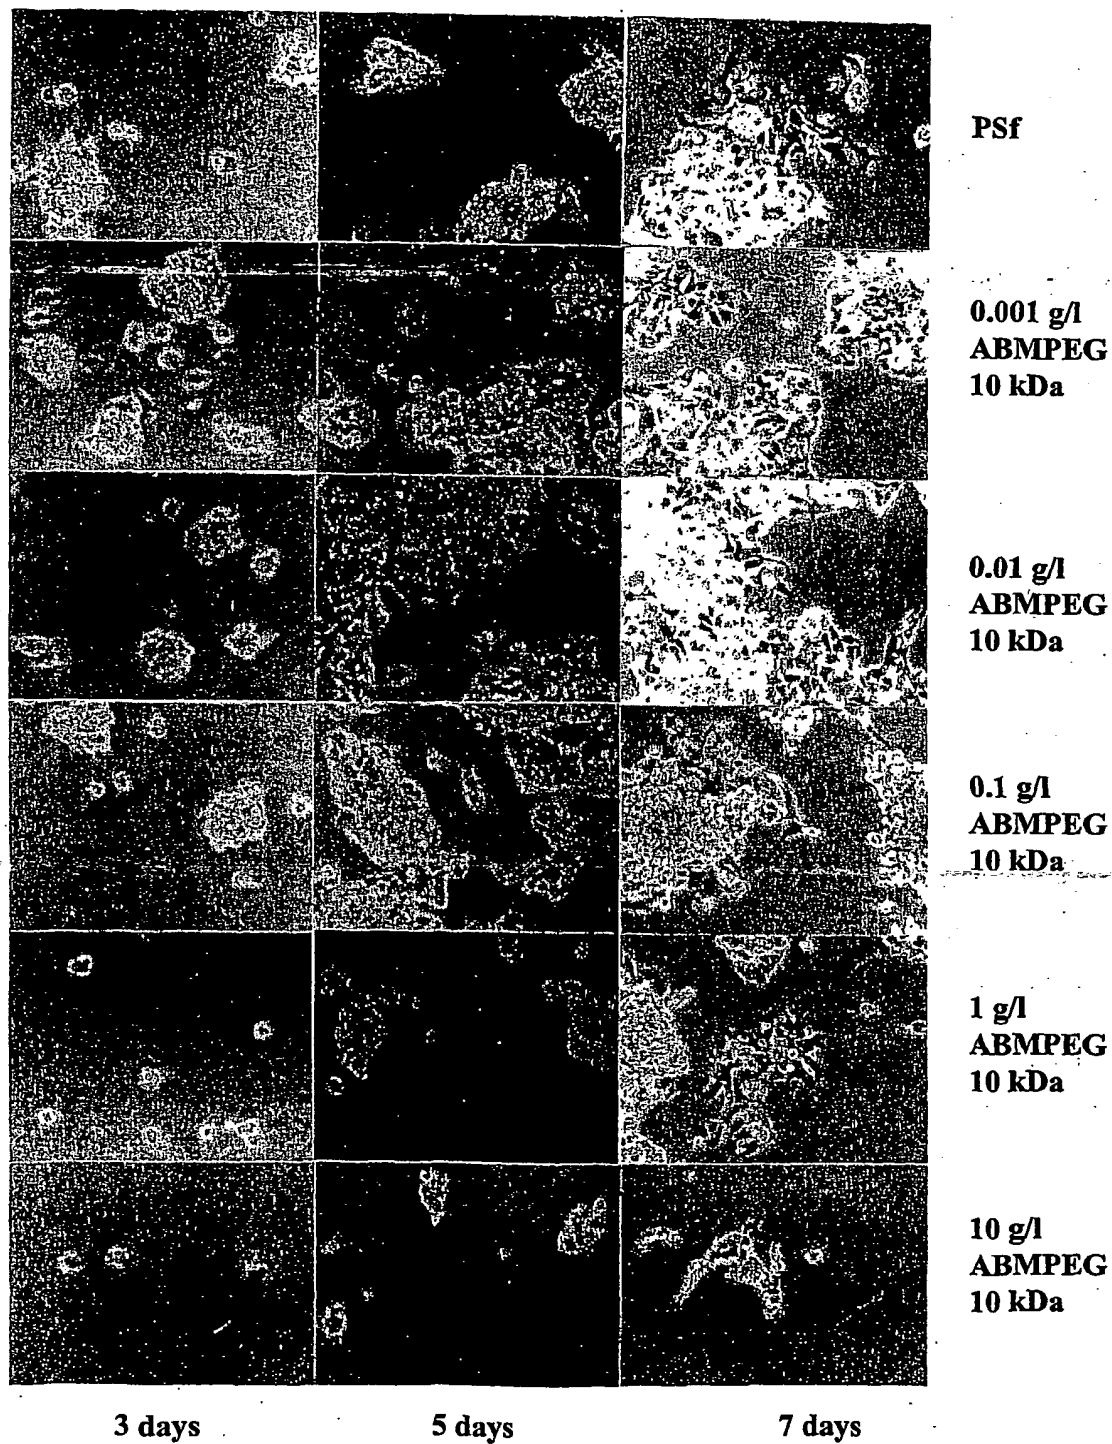 PSf
0.001 g/l
ABMPEG
10 kDa
0.01 g/l
ABMPEG
10 kDa
0.1 g/l
ABMPEG
10 kDa
1 g/l
ABMPEG
10 kDa
10 g/l
ABMPEG
10 kDa
3 days
5 days
7 days